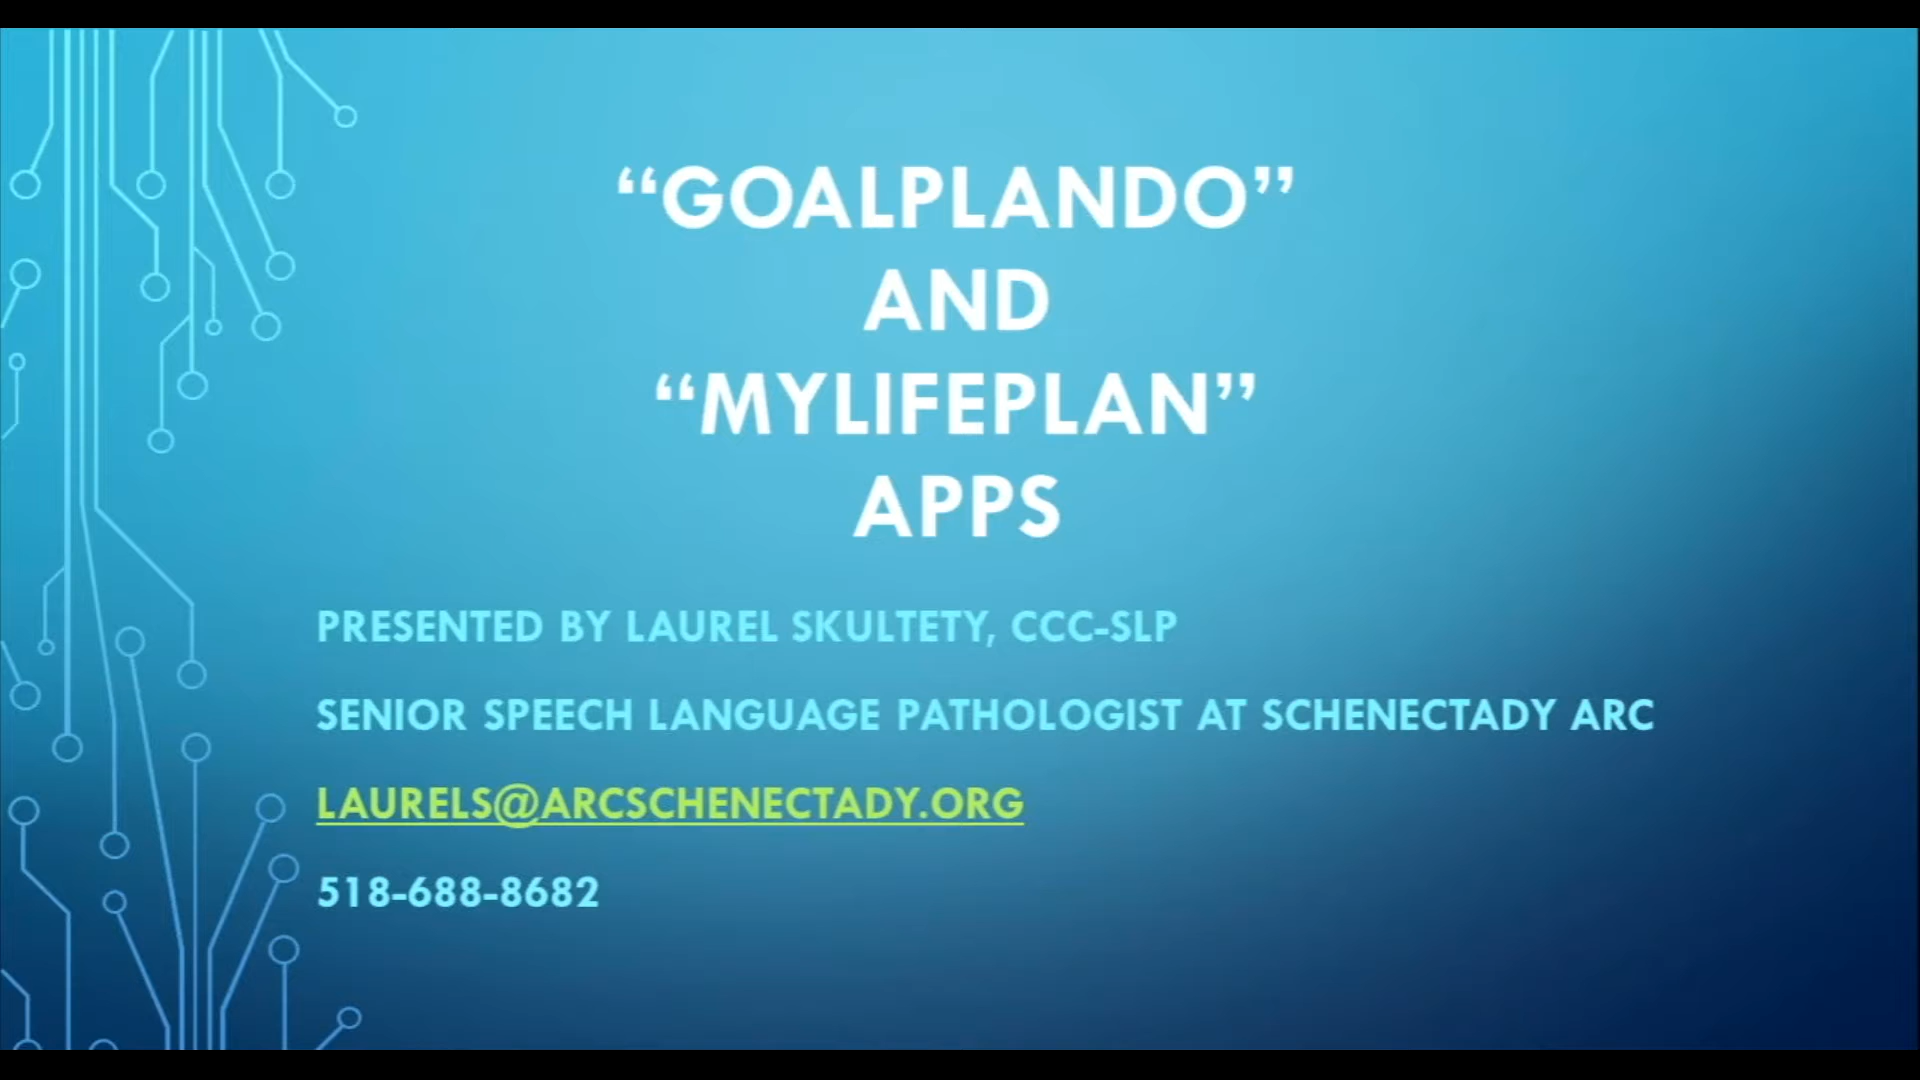 “GOALPLANDO”
AND
“MYLIFEPLAN”
APPS
PRESENTED BY LAUREL SKULTETY, CCC-SLP
SENIOR SPEECH LANGUAGE PATHOLOGIST AT SCHENECTADY ARC
LAURELS@ARCSCHENECTADY.ORG
518-688-8682